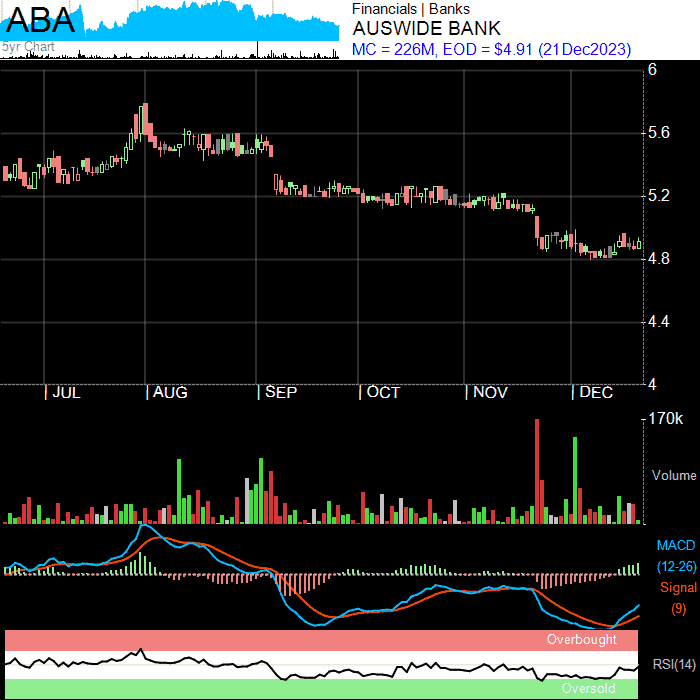 ABA
5yr Chart
Financials | Banks
AUSWIDE BANK
MC = 226M, EOD = $4.91 (21Dec2023)
6
5.6
5.2
4.8
4.4
4
JUL AUG SEP OCT NOV DEC
170k
Volume
MACD
(12-26)
Signal
(9)
Overbought
RSI(14)
Oversold